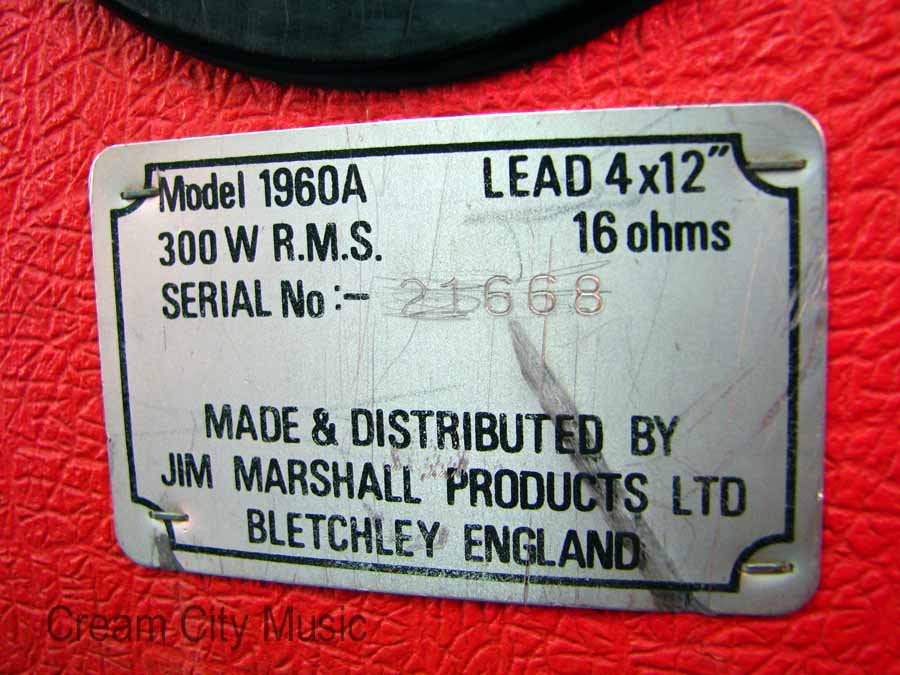 Model 1960A LEAD 4x12"
300 W R.M.S. 16 ohms
SERIAL No :- 21668
MADE & DISTRIBUTED BY
JIM MARSHALL PRODUCTS LTD
BLETCHLEY ENGLAND
Cream City Music